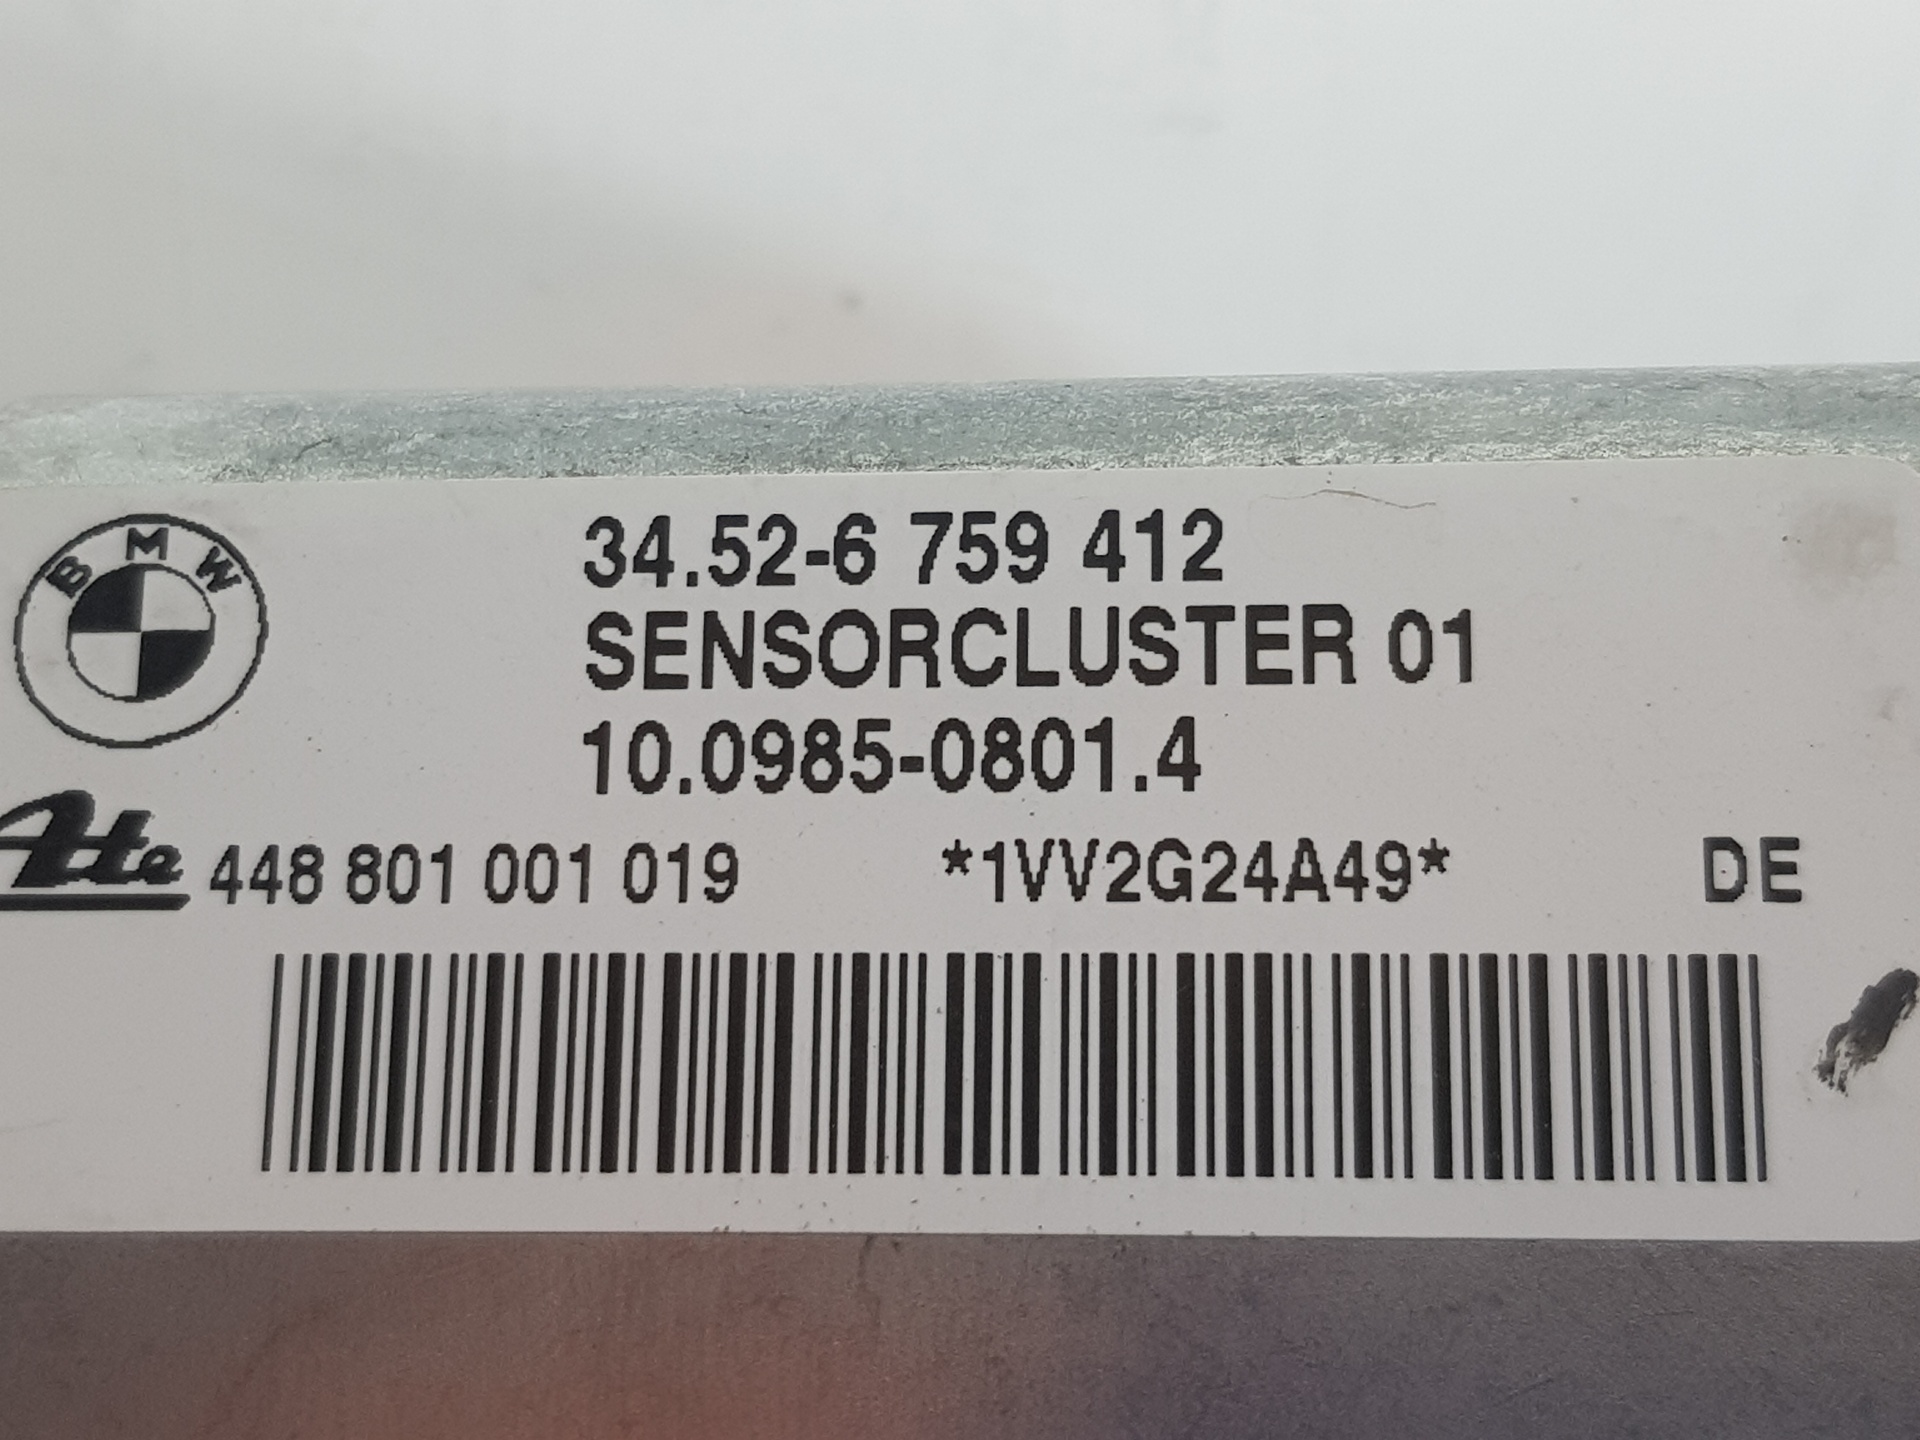 BMW
34.52-6 759 412
SENSORCLUSTER 01
10.0985-0801.4
Ate 448 801 001 019 *1VV2G24A49* DE